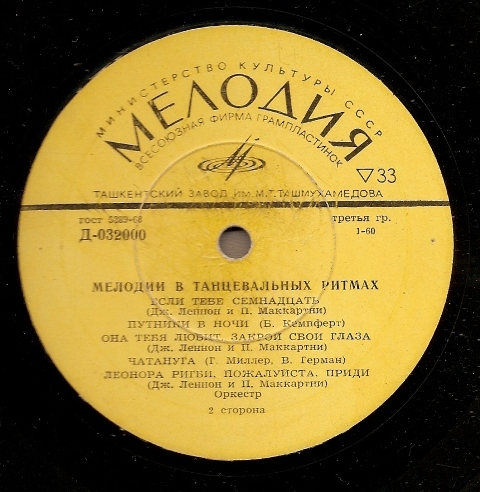 МИНИСТЕРСТВО КУЛЬТУРЫ СССР
МЕЛОДИЯ
ВСЕСОЮЗНАЯ ФИРМА ГРАМПЛАСТИНОК
▽33
ТАШКЕНТСКИЙ ЗАВОД ИМ. М.Т. ТАШМУХАМЕДОВА
гост 5289-68
третья гр.
Д-032000
1-60
МЕЛОДИИ В ТАНЦЕВАЛЬНЫХ РИТМАХ
ЕСЛИ ТЕБЕ СЕМНАДЦАТЬ
(Дж. Леннон и П. Маккартни)
ПУТНИКИ В НОЧИ (Б. Кемпферт)
ОНА ТЕБЯ ЛЮБИТ, ЗАКРОЙ СВОИ ГЛАЗА
(Дж. Леннон и П. Маккартни)
ЧАТАНУГА (Г. Миллер, В. Герман)
ЛЕОНОРА РИГБИ, ПОЖАЛУЙСТА, ПРИДИ
(Дж. Леннон и П. Маккартни)
Оркестр
2 сторона